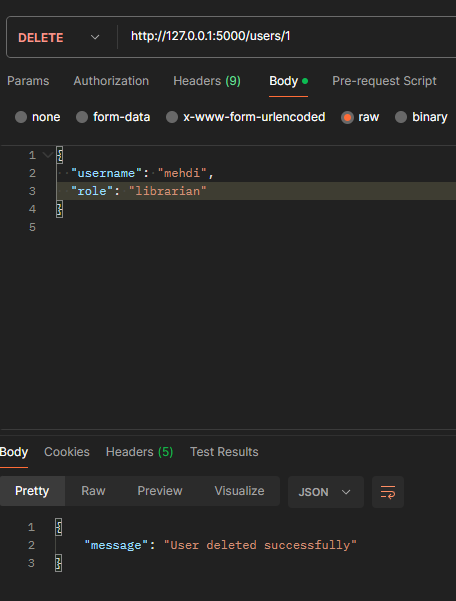 DELETE http://127.0.0.1:5000/users/1
Params Authorization Headers (9) Body Pre-request Script
none form-data x-www-form-urlencoded raw binary
1 {
2 "username": "mehdi",
3 "role": "librarian"
4 }
5
Body Cookies Headers (5) Test Results
Pretty Raw Preview Visualize JSON
1 {
2 "message": "User deleted successfully"
3 }